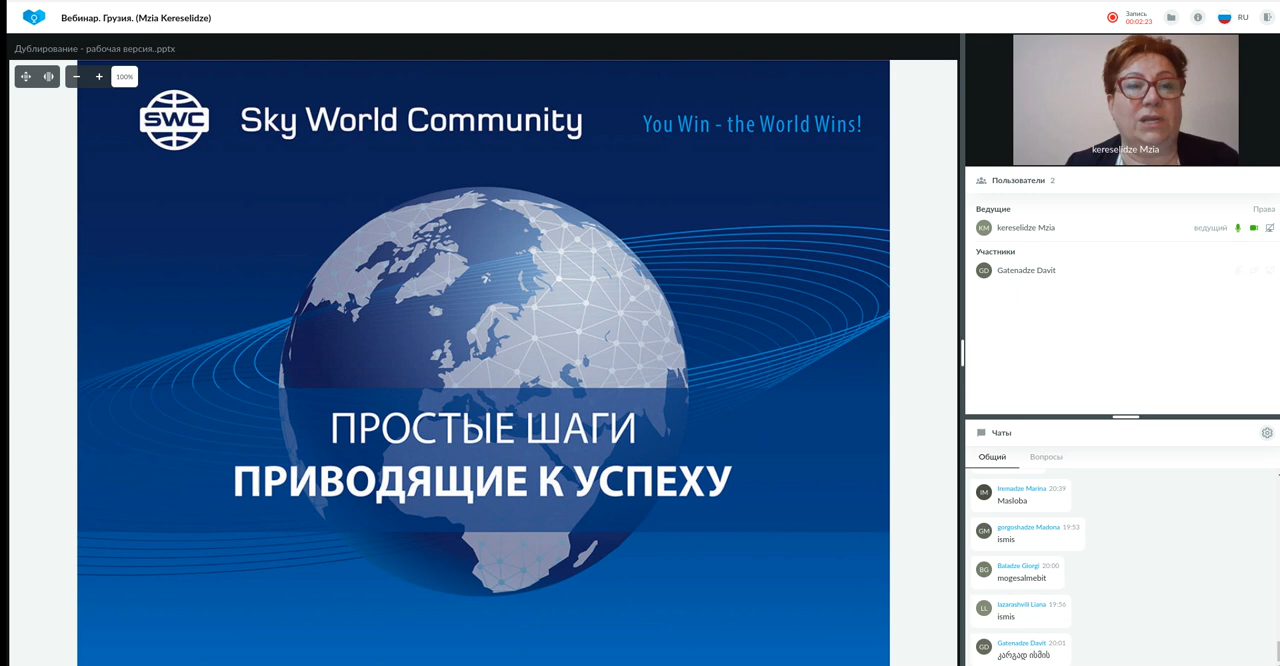 Вебинар. Грузия. (Mzia Kereselidze)
Запись
00:02:23
RU
Дублирование - рабочая версия..pptx
100%
SWC
Sky World Community
You Win - the World Wins!
ПРОСТЫЕ ШАГИ
ПРИВОДЯЩИЕ К УСПЕХУ
kereselidze Mzia
Пользователи 2
Ведущие
Права
KM
kereselidze Mzia
ведущий
Участники
GD
Gatenadze Davit
Чаты
Общий
Вопросы
IM
Iremadze Marina 20:39
Masloba
GM
gorgoshadze Madona 19:53
ismis
BG
Baladze Giorgi 20:00
mogesalmebit
LL
lazarashvili Liana 19:56
ismis
GD
Gatenadze Davit 20:01
კარგად ისმის